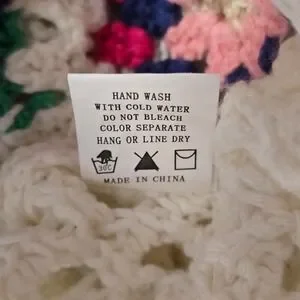 HAND WASH
WITH COLD WATER
DO NOT BLEACH
COLOR SEPARATE
HANG OR LINE DRY
30°C
MADE IN CHINA